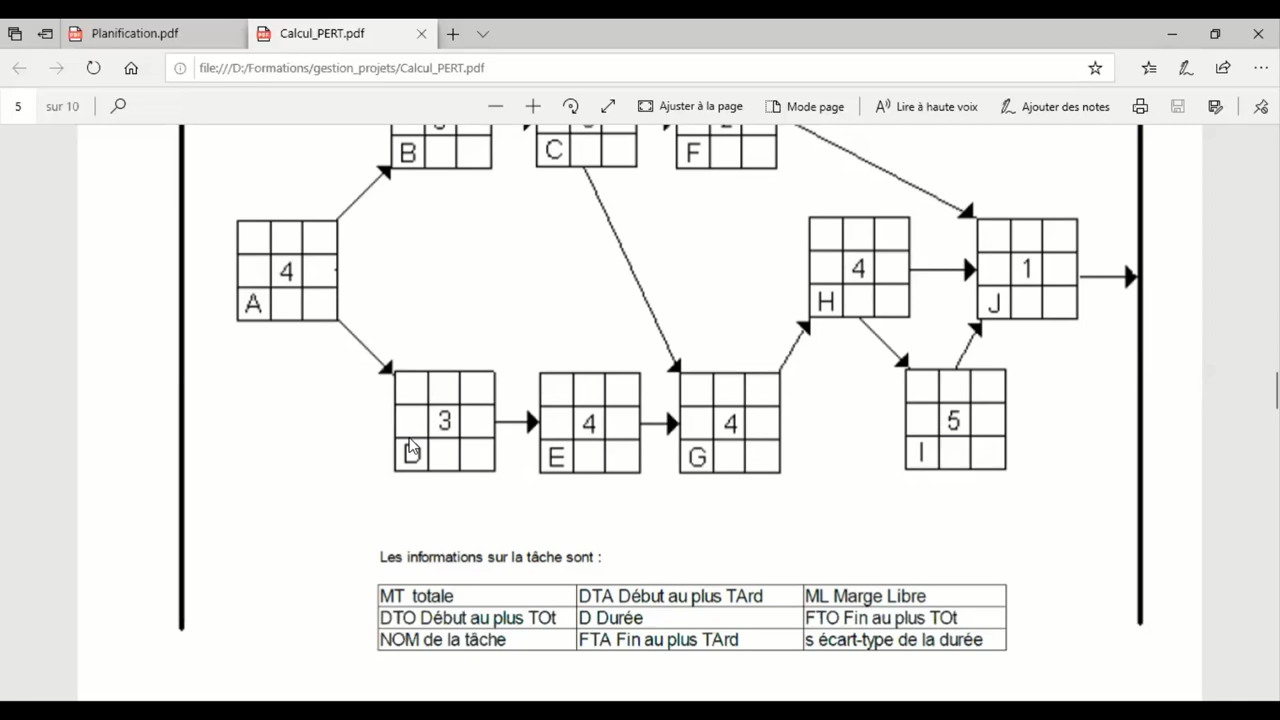 Planification.pdf
Calcul_PERT.pdf
file:///D:/Formations/gestion_projets/Calcul_PERT.pdf
5 sur 10
Ajuster à la page
Mode page
Lire à haute voix
Ajouter des notes
B
C
F
4
A
4
H
1
J
3
D
4
E
4
G
5
I
Les informations sur la tâche sont :
MT totale DTA Début au plus TArd ML Marge Libre
DTO Début au plus TOt D Durée FTO Fin au plus TOt
NOM de la tâche FTA Fin au plus TArd s écart-type de la durée